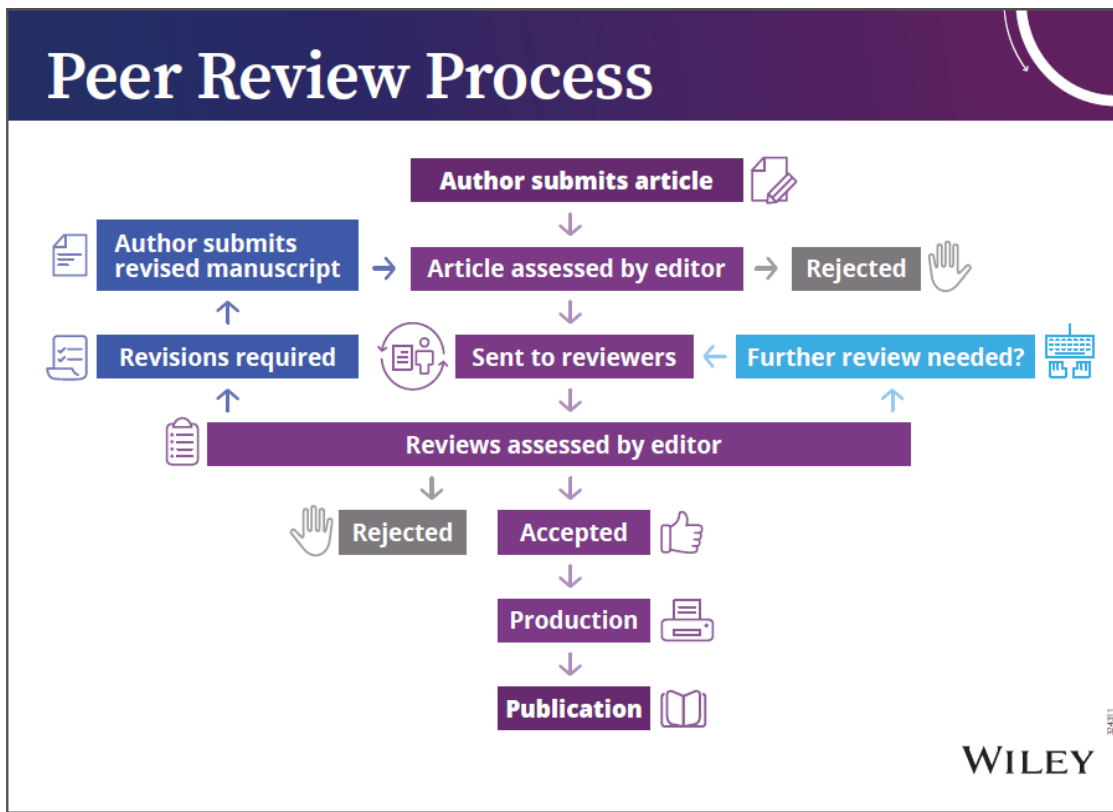 Peer Review Process
Author submits article
Author submits
revised manuscript
Article assessed by editor
Rejected
Revisions required
Sent to reviewers
Further review needed?
Reviews assessed by editor
Rejected
Accepted
Production
Publication
324311
WILEY